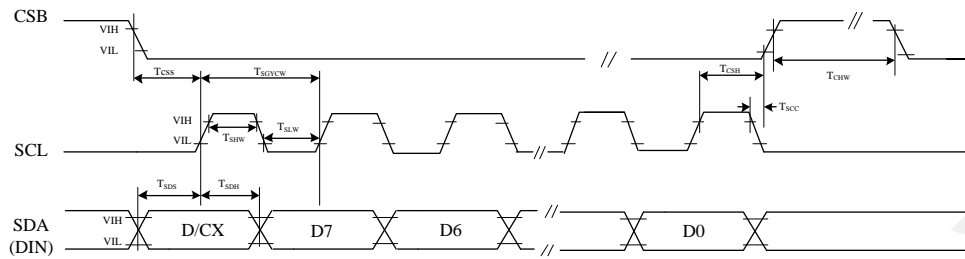 CSB
VIH
VIL
TCSS
TSGYCW
TCSH
TCHW
TSCC
SCL
VIH
VIL
TSHW
TSLW
TSDS
TSDH
SDA
(DIN)
VIH
VIL
D/CX
D7
D6
D0